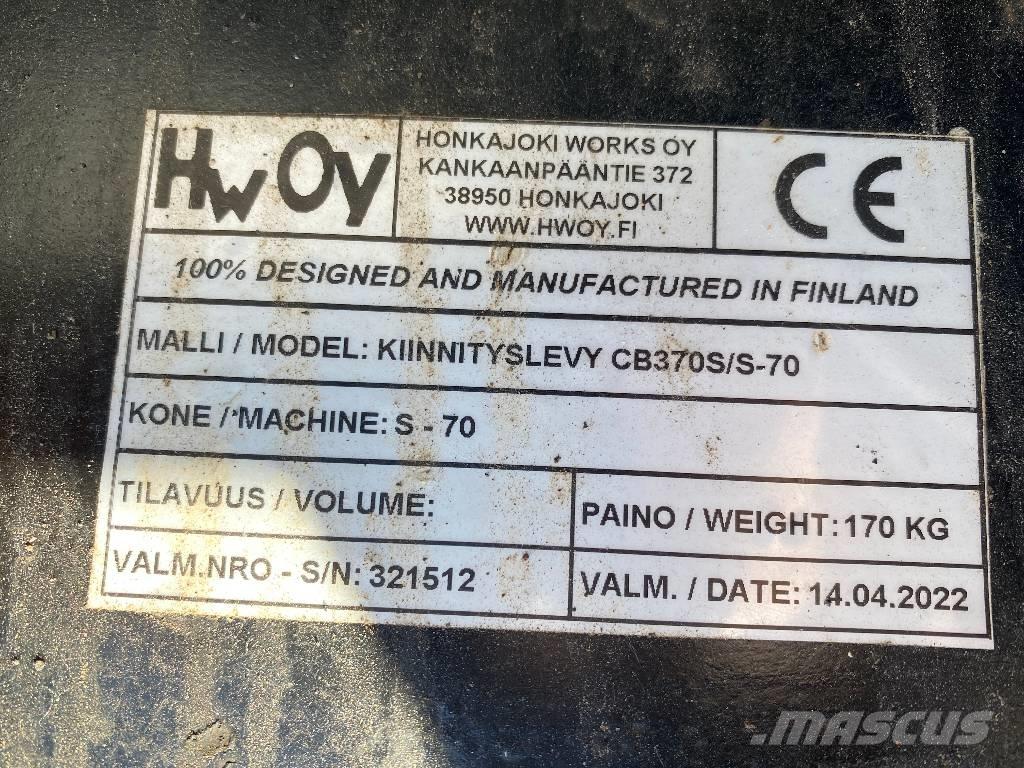 HwOy
HONKAJOKI WORKS OY
KANKAANPÄÄNTIE 372
38950 HONKAJOKI
WWW.HWOY.FI
CE
100% DESIGNED AND MANUFACTURED IN FINLAND
MALLI / MODEL: KIINNITYSLEVY CB370S/S-70
KONE / MACHINE: S - 70
TILAVUUS / VOLUME:
PAINO / WEIGHT: 170 KG
VALM.NRO - S/N: 321512
VALM. / DATE: 14.04.2022
mascus